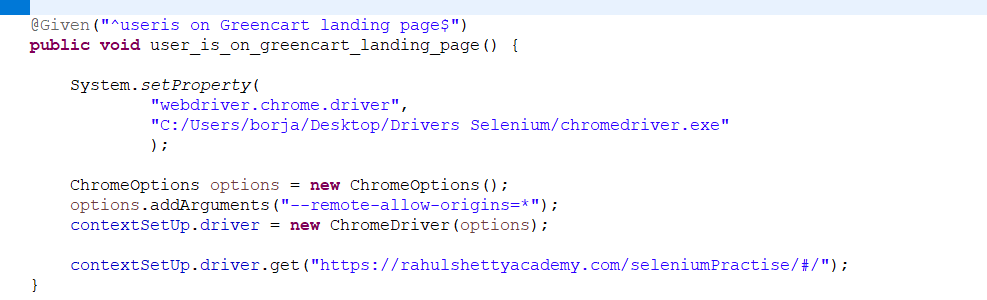 @Given("^useris on Greencart landing page$")
public void user_is_on_greencart_landing_page() {
System.setProperty(
"webdriver.chrome.driver",
"C:/Users/borja/Desktop/Drivers Selenium/chromedriver.exe"
);
ChromeOptions options = new ChromeOptions();
options.addArguments("--remote-allow-origins=*");
contextSetUp.driver = new ChromeDriver(options);
contextSetUp.driver.get("https://rahulshettyacademy.com/seleniumPractise/#/");
}